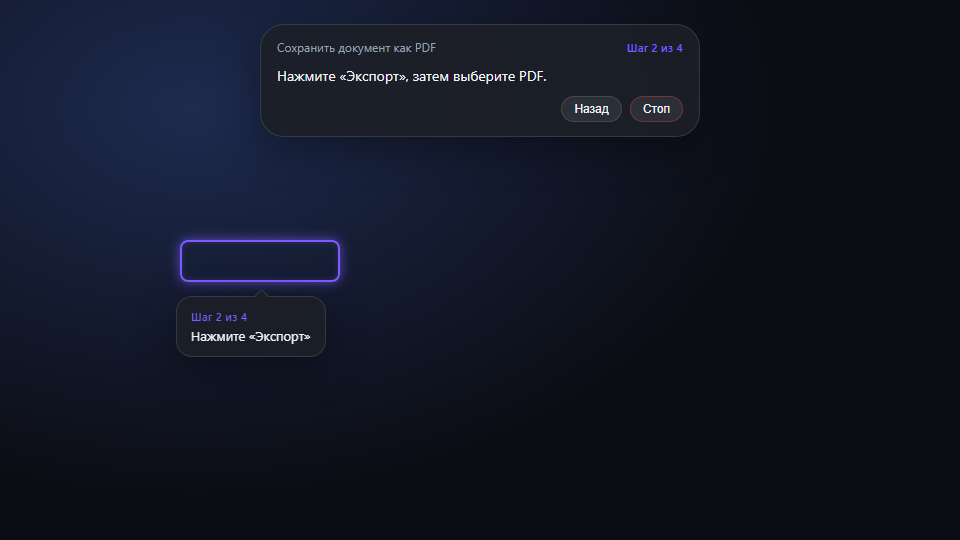 Сохранить документ как PDF
Шаг 2 из 4
Нажмите «Экспорт», затем выберите PDF.
Назад
Стоп
Шаг 2 из 4
Нажмите «Экспорт»